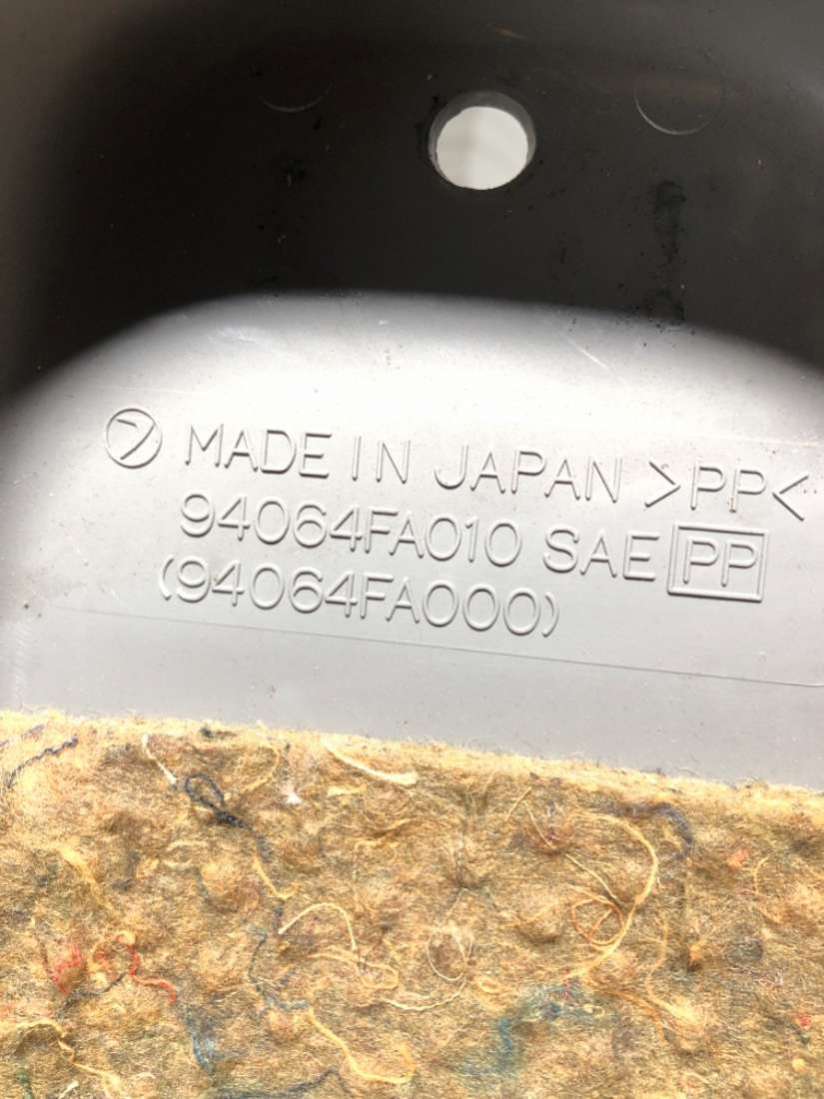 MADE IN JAPAN >PP<
94064FA010 SAE PP
(94064FA000)